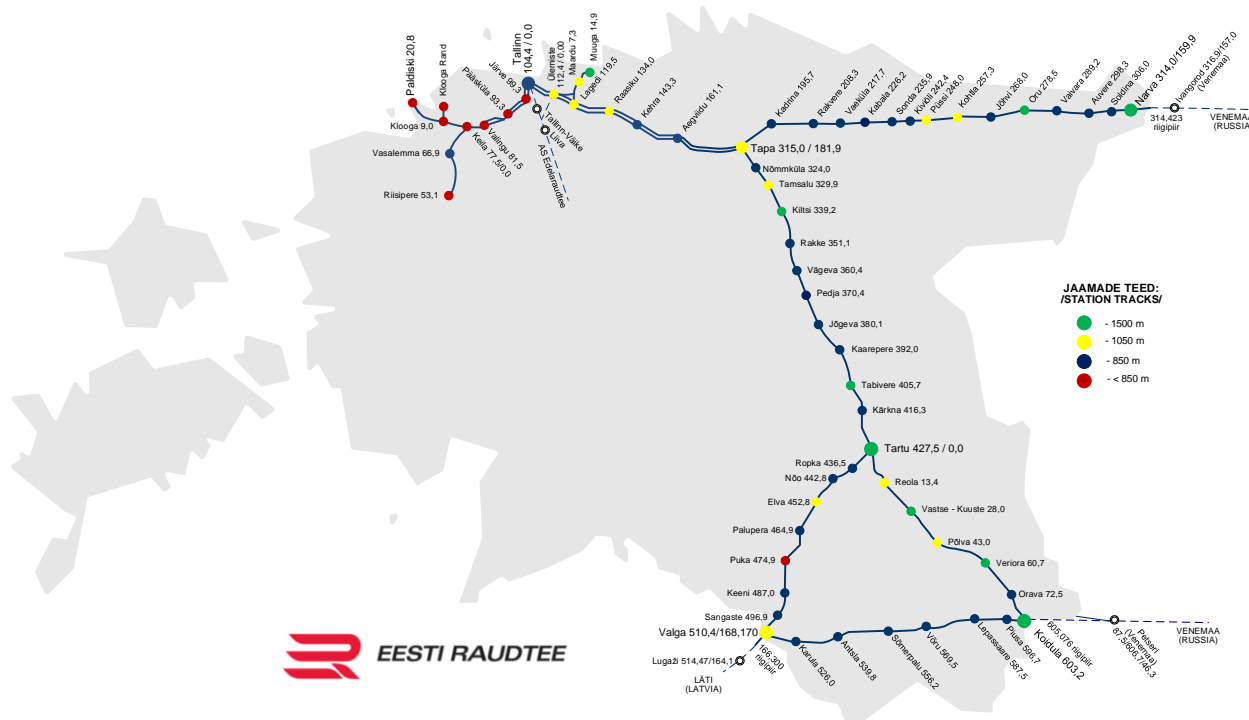 Paldiski 20,8
Klooga Rand
Pääsküla 93,3
Järve 99,3
Tallinn
104,4 / 0,0
Ülemiste
112,4 / 0,00
Maardu 7,3
Muuga 14,9
Lagedi 119,5
Raasiku 134,0
Kehra 143,3
Aegviidu 161,1
Klooga 9,0
Vasalemma 66,9
Riisipere 53,1
Keila 77,5/0,0
Valingu 81,5
Tallinn-Väike
Liiva
AS Edelaraudtee
Kadrina 195,7
Rakvere 208,3
Vaeküla 217,7
Kabala 226,2
Sonda 235,9
Kiviõli 242,4
Püssi 248,0
Kohtla 257,3
Jõhvi 268,0
Oru 278,5
Vaivara 289,2
Auvere 298,3
Soldina 306,0
Narva 314,0/159,9
Ivangorod 316,9/157,0
(Venemaa)
314,423
riigipiir
VENEMAA
(RUSSIA)
Tapa 315,0 / 181,9
Nõmmküla 324,0
Tamsalu 329,9
Kiltsi 339,2
Rakke 351,1
Vägeva 360,4
Pedja 370,4
Jõgeva 380,1
Kaarepere 392,0
Tabivere 405,7
Kärkna 416,3
Tartu 427,5 / 0,0
JAAMADE TEED:
/STATION TRACKS/
- 1500 m
- 1050 m
- 850 m
- < 850 m
Ropka 436,5
Nõo 442,8
Elva 452,8
Palupera 464,9
Puka 474,9
Keeni 487,0
Sangaste 496,9
Valga 510,4/168,170
Reola 13,4
Vastse - Kuuste 28,0
Põlva 43,0
Veriora 60,7
Orava 72,5
Lugaži 514,47/164,1
LÄTI
(LATVIA)
166,300
riigipiir
Karula 526,0
Antsla 539,8
Sõmerpalu 556,2
Võru 569,5
Lepassaare 587,5
Piusa 596,7
Koidula 603,2
605,076 riigipiir
Petseri
(Venemaa)
87,5/606,7/46,3
VENEMAA
(RUSSIA)
EESTI RAUDTEE